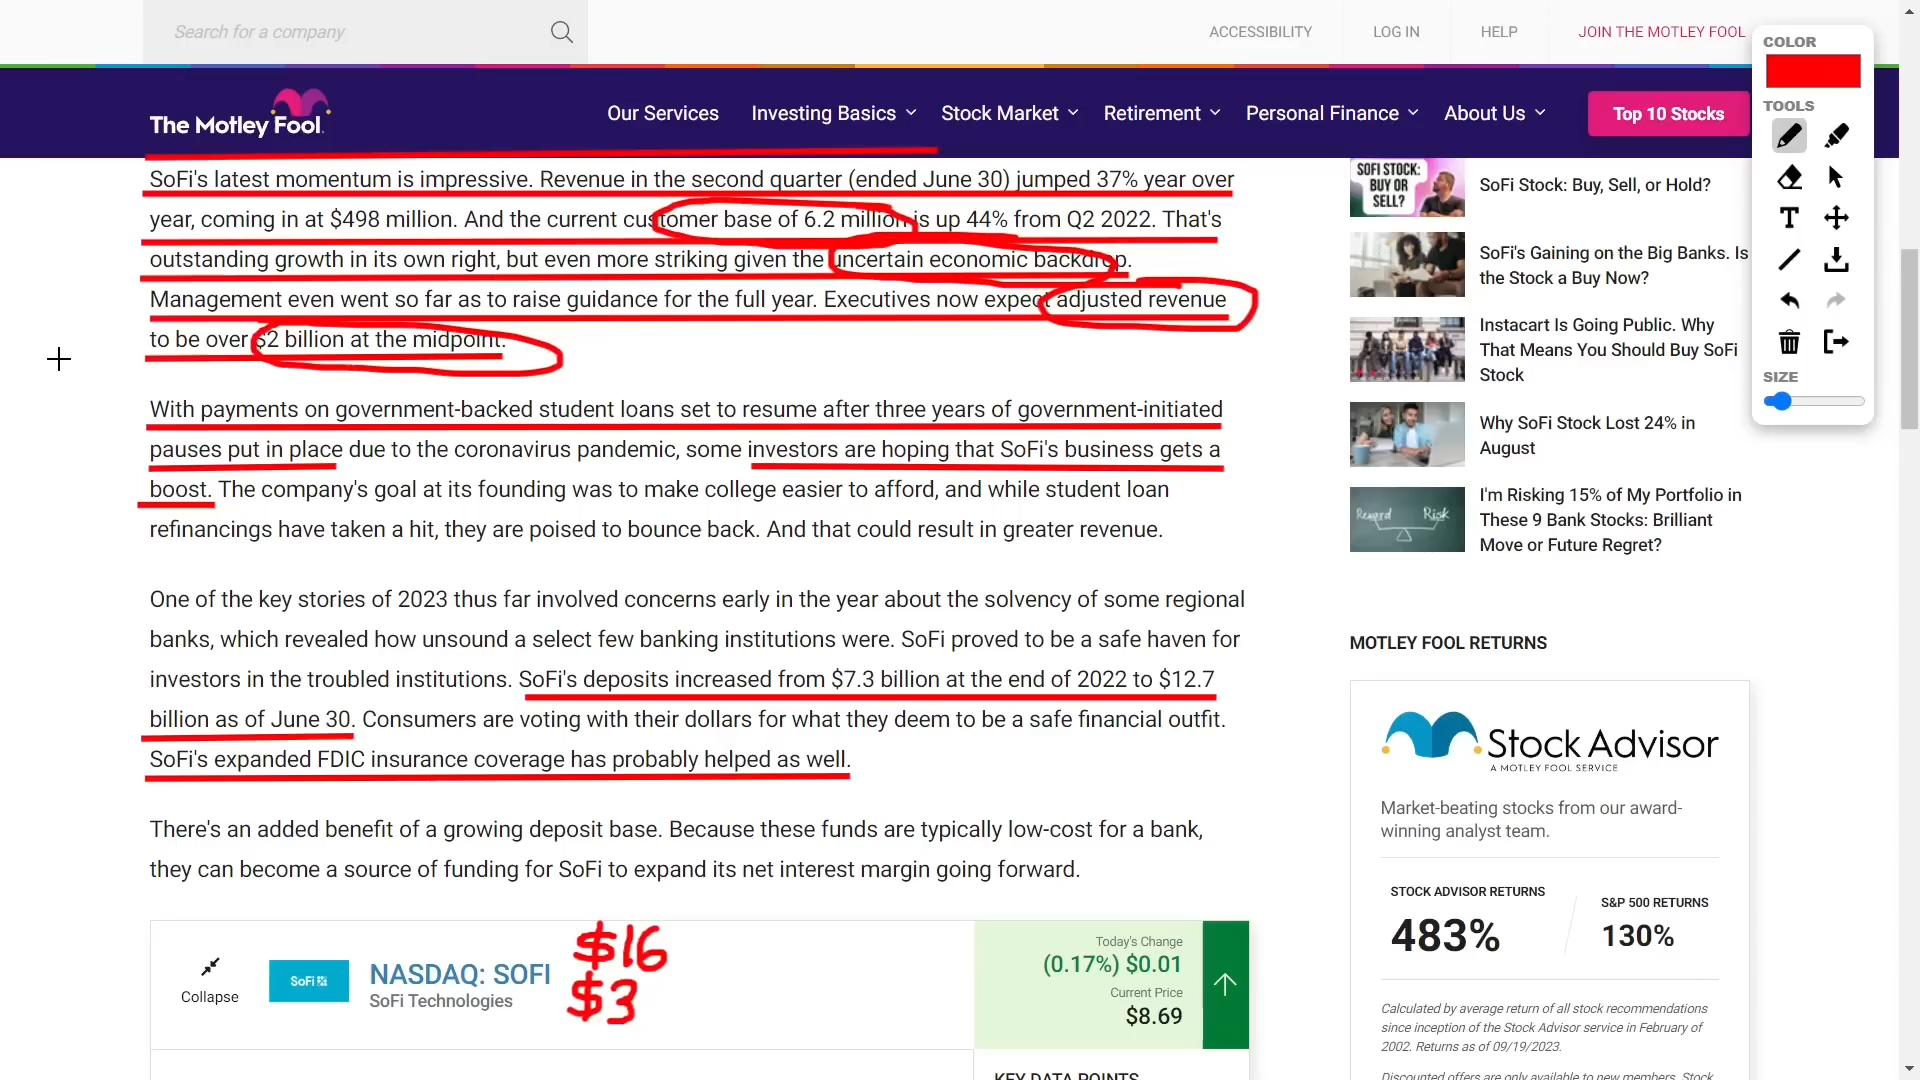 Search for a company
ACCESSIBILITY
LOG IN
HELP
JOIN THE MOTLEY FOOL
The Motley Fool.
Our Services
Investing Basics
Stock Market
Retirement
Personal Finance
About Us
Top 10 Stocks
COLOR
TOOLS
T
SIZE
SoFi's latest momentum is impressive. Revenue in the second quarter (ended June 30) jumped 37% year over
year, coming in at $498 million. And the current customer base of 6.2 million is up 44% from Q2 2022. That's
outstanding growth in its own right, but even more striking given the uncertain economic backdrop.
Management even went so far as to raise guidance for the full year. Executives now expect adjusted revenue
to be over $2 billion at the midpoint.
With payments on government-backed student loans set to resume after three years of government-initiated
pauses put in place due to the coronavirus pandemic, some investors are hoping that SoFi's business gets a
boost. The company's goal at its founding was to make college easier to afford, and while student loan
refinancings have taken a hit, they are poised to bounce back. And that could result in greater revenue.
One of the key stories of 2023 thus far involved concerns early in the year about the solvency of some regional
banks, which revealed how unsound a select few banking institutions were. SoFi proved to be a safe haven for
investors in the troubled institutions. SoFi's deposits increased from $7.3 billion at the end of 2022 to $12.7
billion as of June 30. Consumers are voting with their dollars for what they deem to be a safe financial outfit.
SoFi's expanded FDIC insurance coverage has probably helped as well.
There's an added benefit of a growing deposit base. Because these funds are typically low-cost for a bank,
they can become a source of funding for SoFi to expand its net interest margin going forward.
Collapse
SoFi
NASDAQ: SOFI
SoFi Technologies
$16
$3
Today's Change
(0.17%) $0.01
Current Price
$8.69
KEY DATA POINTS
SOFI STOCK:
BUY OR
SELL?
SoFi Stock: Buy, Sell, or Hold?
SoFi's Gaining on the Big Banks. Is
the Stock a Buy Now?
Instacart Is Going Public. Why
That Means You Should Buy SoFi
Stock
Why SoFi Stock Lost 24% in
August
Reward
Risk
I'm Risking 15% of My Portfolio in
These 9 Bank Stocks: Brilliant
Move or Future Regret?
MOTLEY FOOL RETURNS
Stock Advisor
A MOTLEY FOOL SERVICE
Market-beating stocks from our award-
winning analyst team.
STOCK ADVISOR RETURNS
483%
S&P 500 RETURNS
130%
Calculated by average return of all stock recommendations
since inception of the Stock Advisor service in February of
2002. Returns as of 09/19/2023.
Discounted offers are only available to new members. Stock